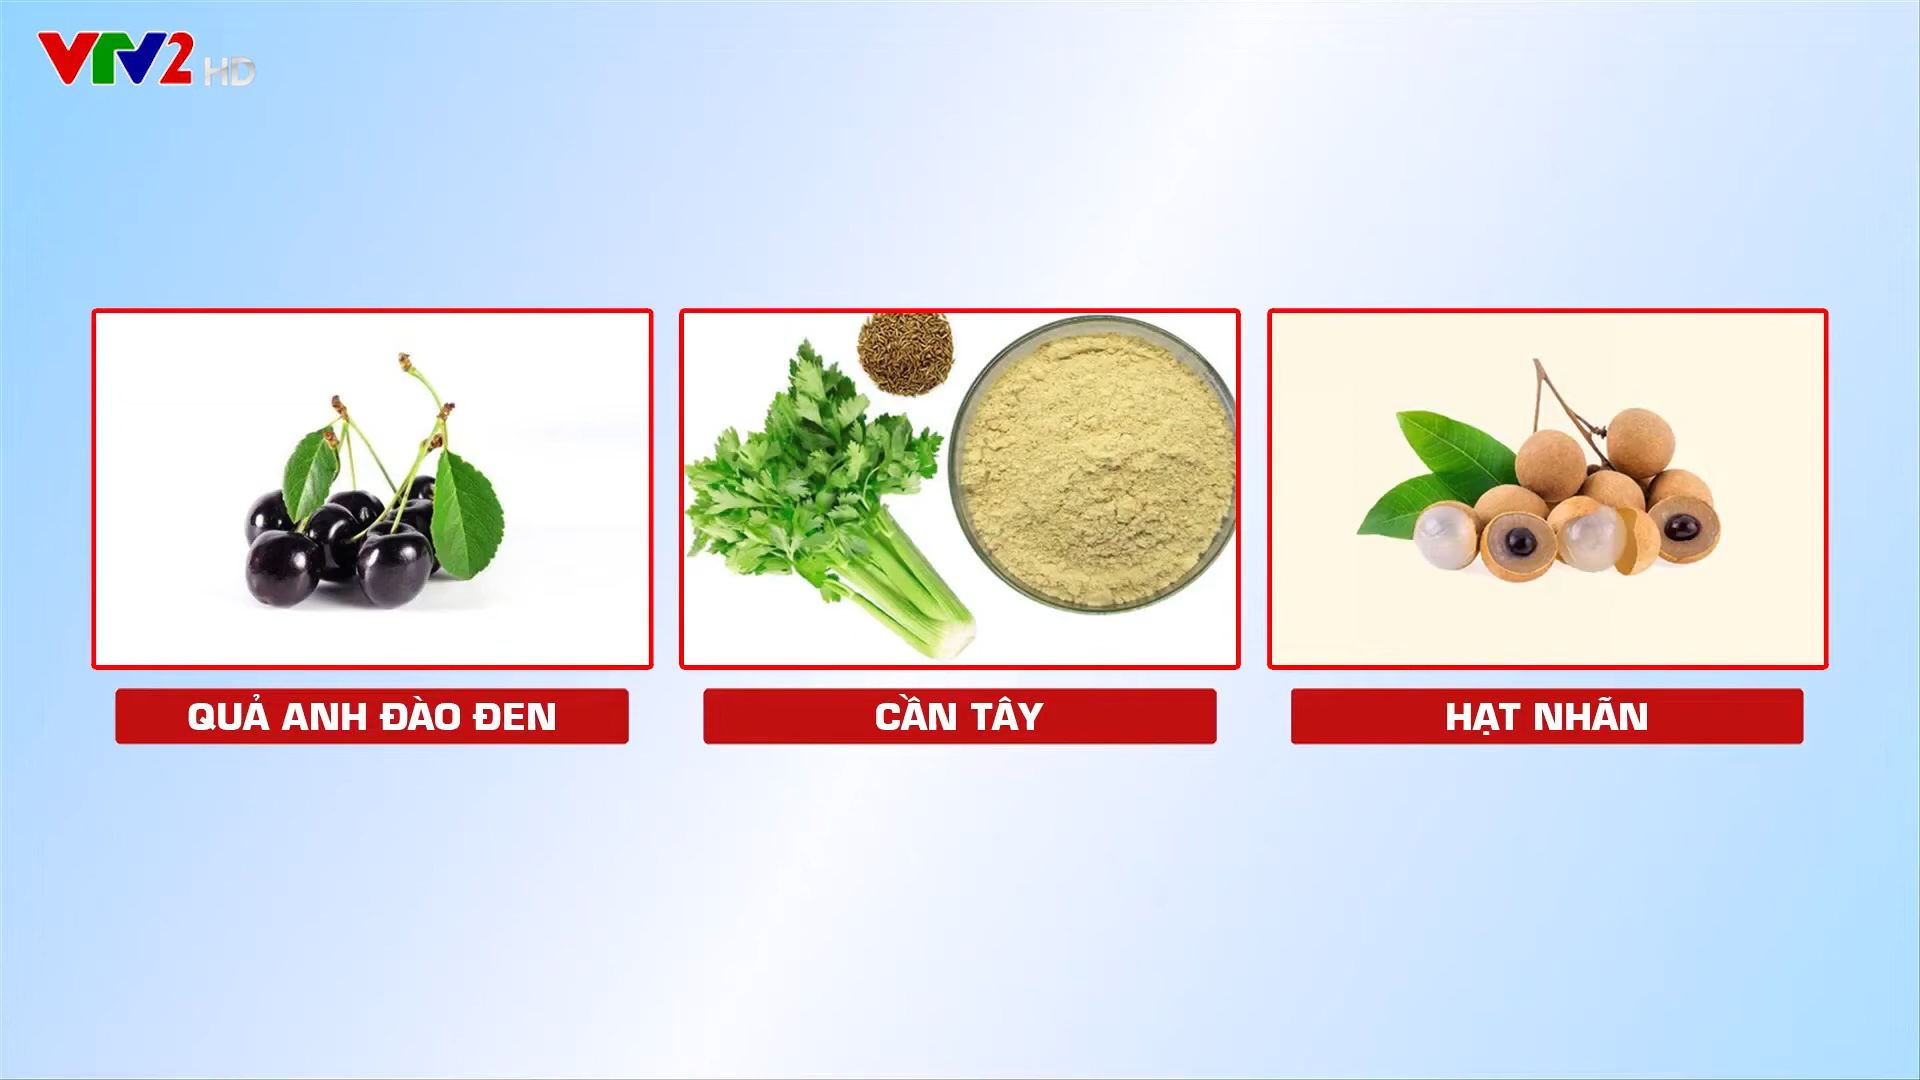 VTV2 HD
QUẢ ANH ĐÀO ĐEN
CẦN TÂY
HẠT NHÃN